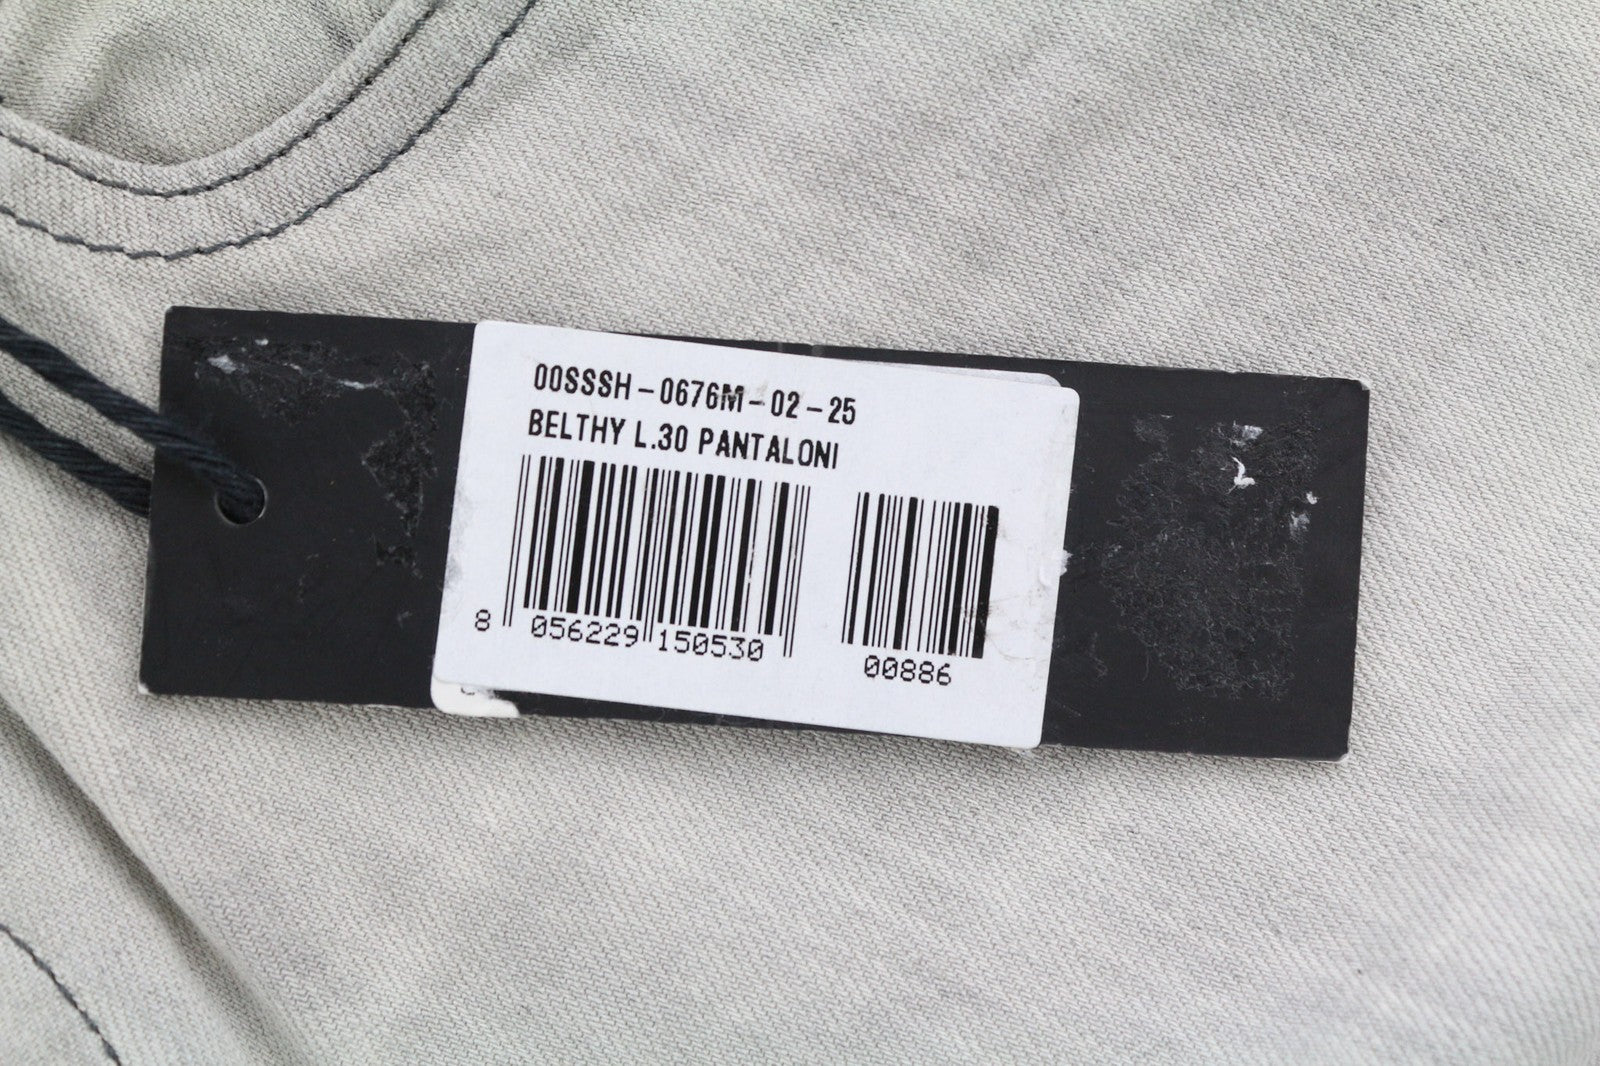 00SSSH-0676M-02-25
BELTHY L.30 PANTALONI
8 056229 150530
00886